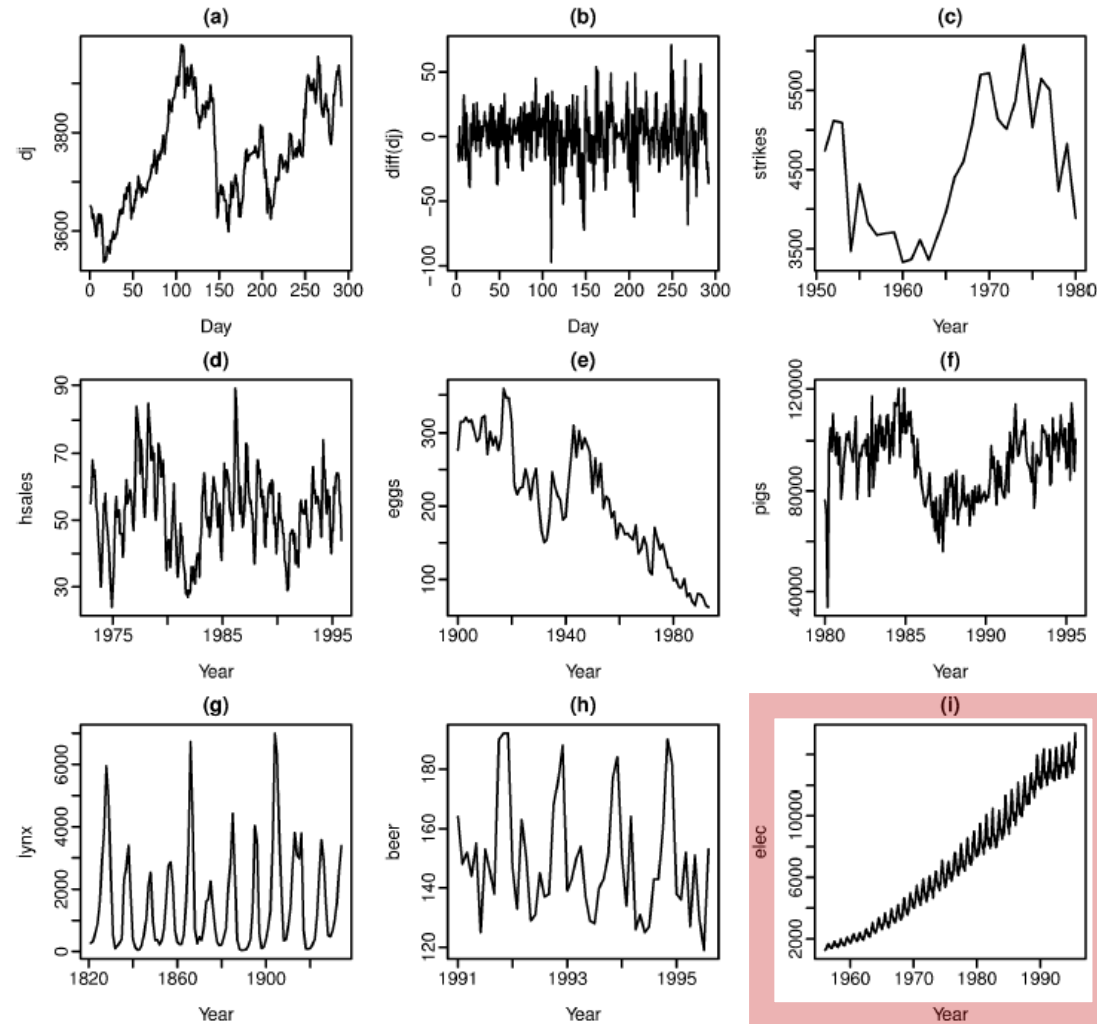 (a) (b) (c)
dj
3600 3800
0 50 100 150 200 250 300
Day
diff(dj)
−100 −50 0 50
0 50 100 150 200 250 300
Day
strikes
3500 4500 5500
1950 1960 1970 1980
Year
(d) (e) (f)
hsales
30 50 70 90
1975 1985 1995
Year
eggs
100 200 300
1900 1940 1980
Year
pigs
40000 80000 120000
1980 1985 1990 1995
Year
(g) (h) (i)
lynx
0 2000 4000 6000
1820 1860 1900
Year
beer
120 140 160 180
1991 1993 1995
Year
elec
2000 6000 10000
1960 1970 1980 1990
Year